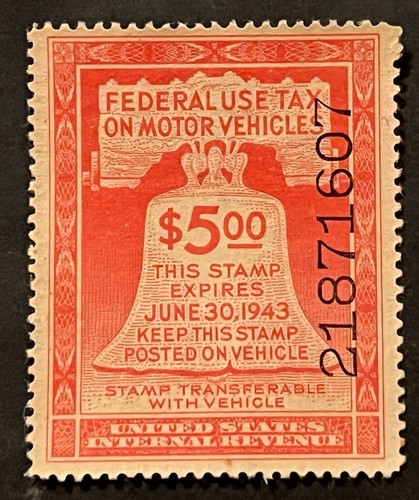 FEDERAL USE TAX
ON MOTOR VEHICLES
$5.00
THIS STAMP
EXPIRES
JUNE 30, 1943
KEEP THIS STAMP
POSTED ON VEHICLE
STAMP TRANSFERABLE
WITH VEHICLE
UNITED STATES
INTERNAL REVENUE
21871607